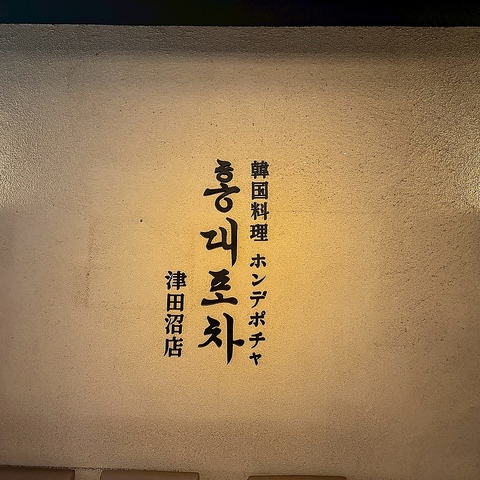 韓国料理 ホンデポチャ
홍대포차
津田沼店